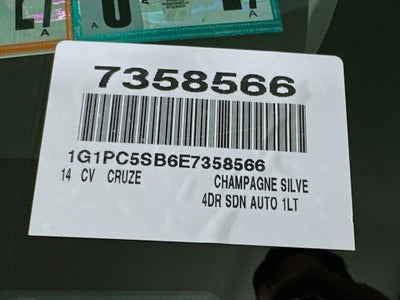 7358566
1G1PC5SB6E7358566
14 CV CRUZE CHAMPAGNE SILVE
4DR SDN AUTO 1LT